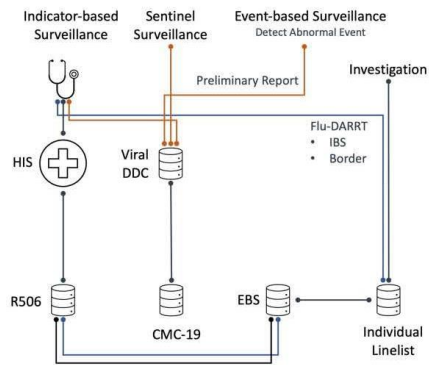 Indicator-based
Surveillance
Sentinel
Surveillance
Event-based Surveillance
Detect Abnormal Event
Preliminary Report
Investigation
Flu-DARRT
• IBS
• Border
HIS
Viral
DDC
R506
CMC-19
EBS
Individual
Linelist